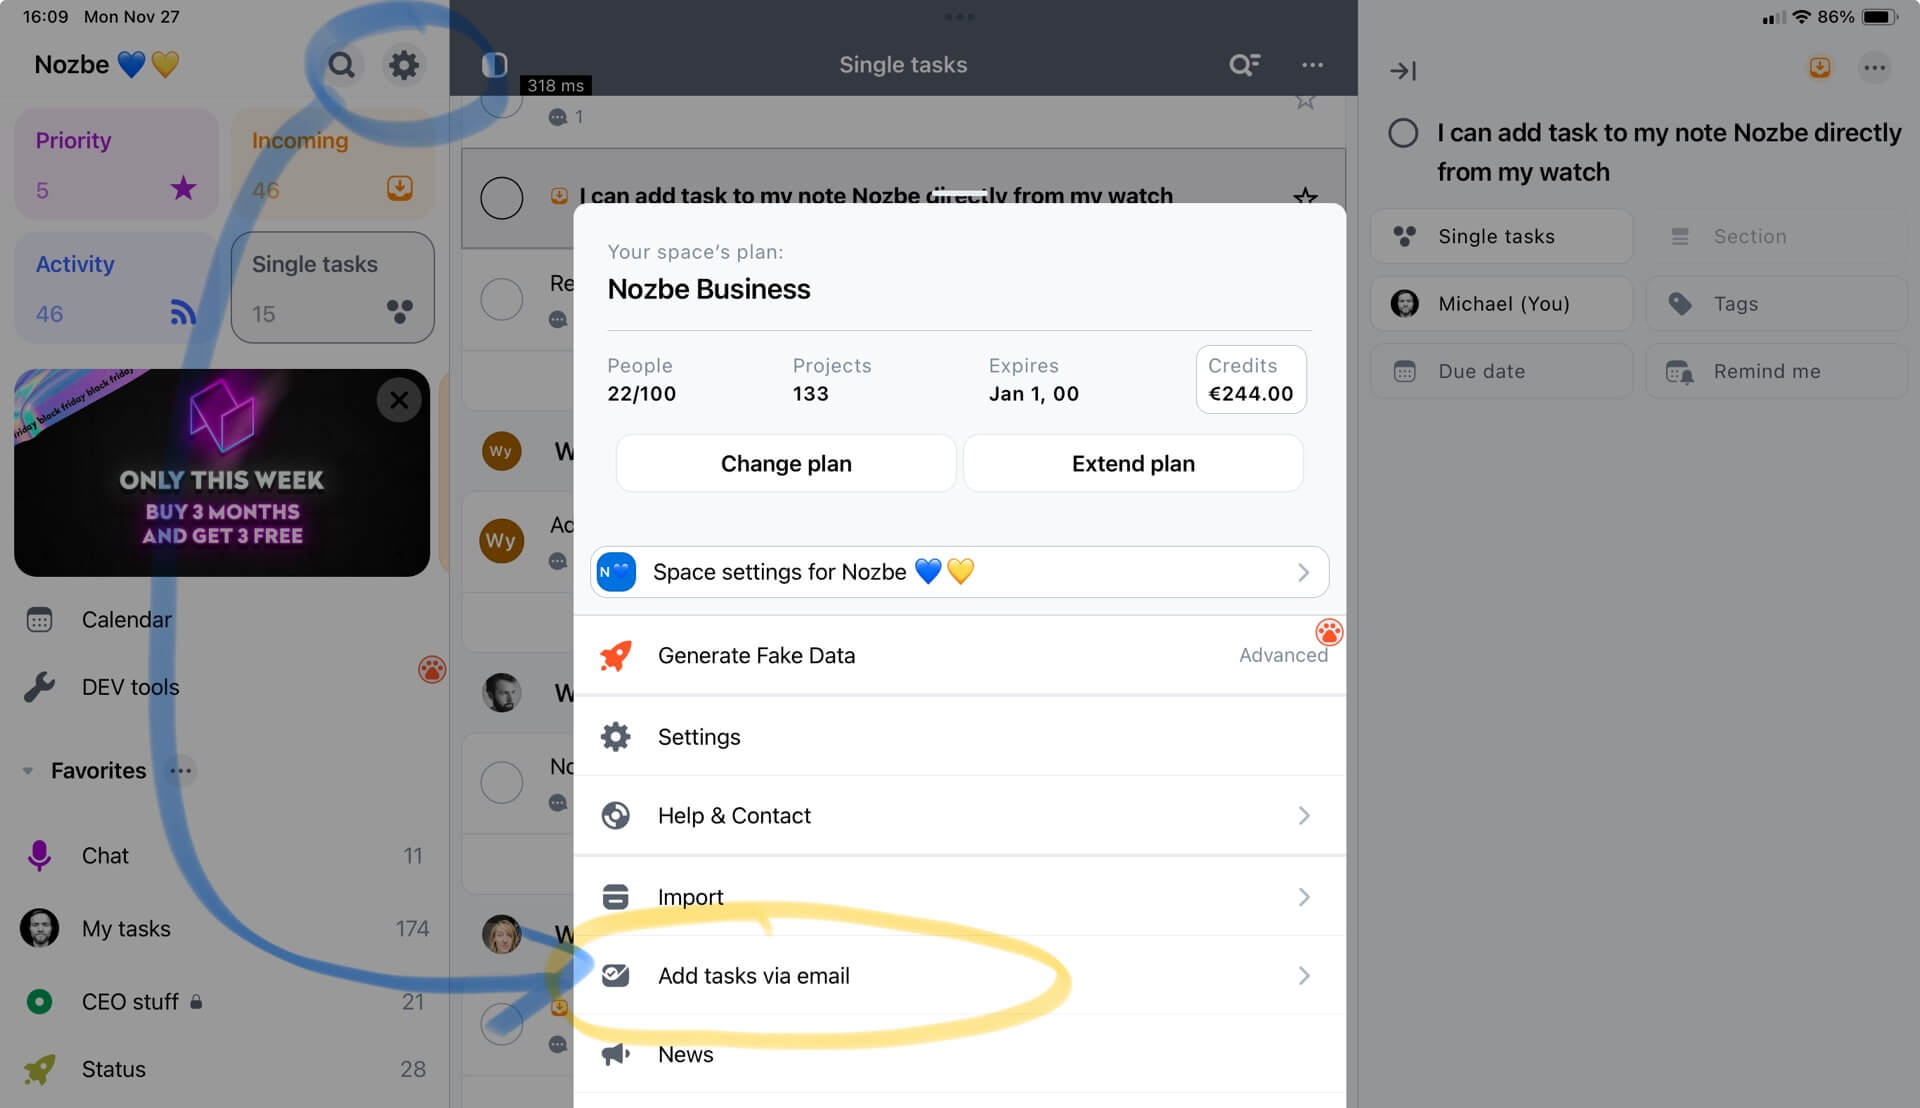 16:09 Mon Nov 27
86%
Nozbe 💙💛
Priority
5
Incoming
46
Activity
46
Single tasks
15
friday black friday black friday
ONLY THIS WEEK
BUY 3 MONTHS
AND GET 3 FREE
Calendar
DEV tools
Favorites
Chat 11
My tasks 174
CEO stuff 21
Status 28
Single tasks
318 ms
1
I can add task to my note Nozbe directly from my watch
Re
Wy W
Wy Ad
W
No
W
Your space's plan:
Nozbe Business
People Projects Expires Credits
22/100 133 Jan 1, 00 €244.00
Change plan Extend plan
N💙 Space settings for Nozbe 💙💛
Generate Fake Data Advanced
Settings
Help & Contact
Import
Add tasks via email
News
I can add task to my note Nozbe directly
from my watch
Single tasks Section
Michael (You) Tags
Due date Remind me